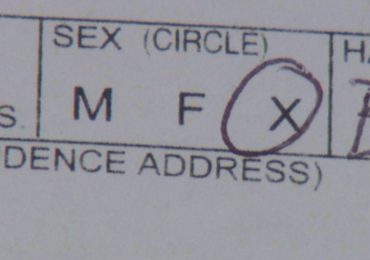 SEX (CIRCLE)
M F X
DENCE ADDRESS)